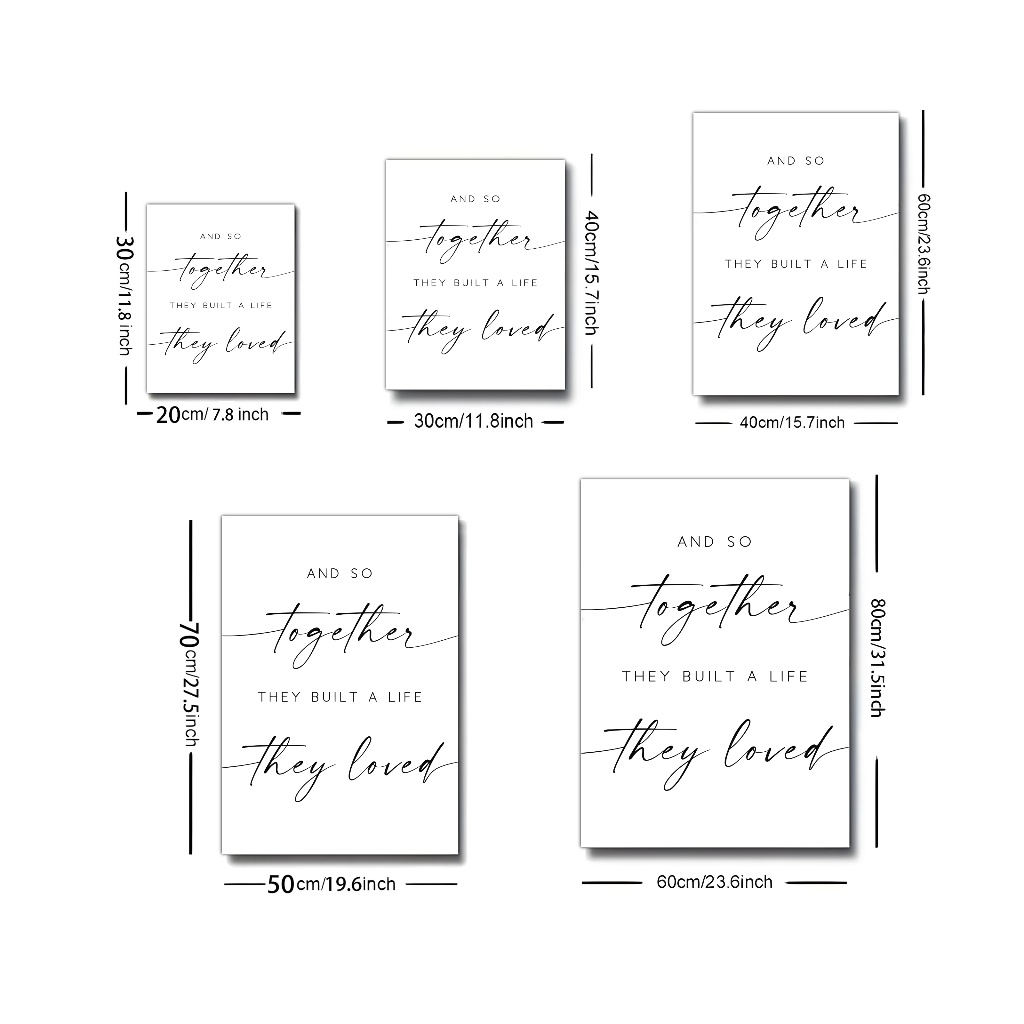 AND SO
together
THEY BUILT A LIFE
they loved
30cm/11.8 inch
20cm/ 7.8 inch
AND SO
together
THEY BUILT A LIFE
they loved
40cm/15.7inch
30cm/11.8inch
AND SO
together
THEY BUILT A LIFE
they loved
60cm/23.6inch
40cm/15.7inch
AND SO
together
THEY BUILT A LIFE
they loved
70cm/27.5inch
50cm/19.6inch
AND SO
together
THEY BUILT A LIFE
they loved
80cm/31.5inch
60cm/23.6inch